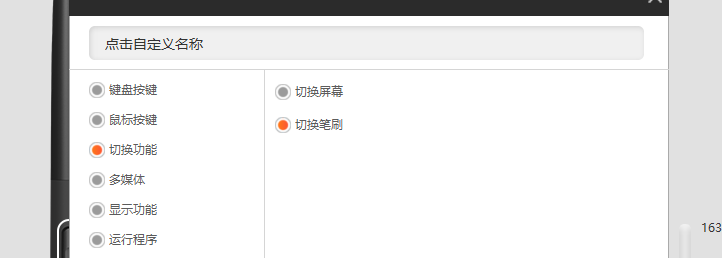 点击自定义名称
键盘按键
鼠标按键
切换功能
多媒体
显示功能
运行程序
切换屏幕
切换笔刷
163